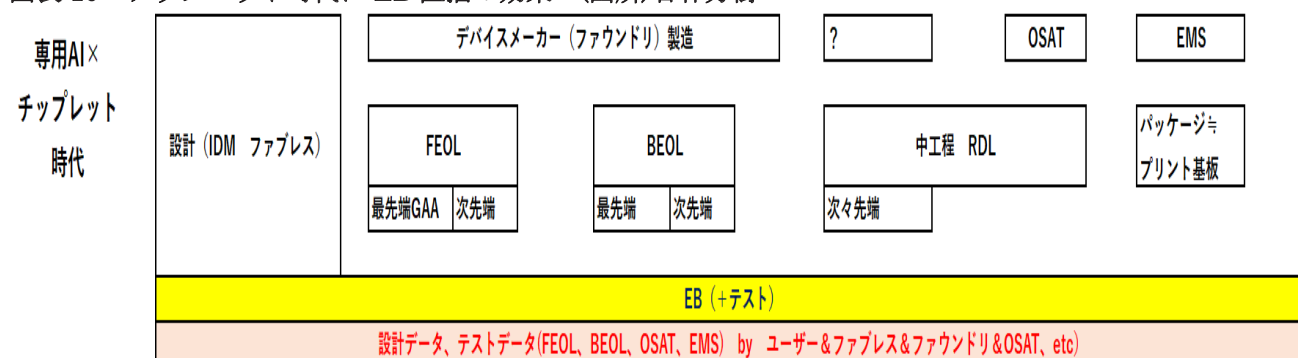 専用AI×
チップレット
時代
デバイスメーカー（ファウンドリ）製造
?
OSAT
EMS
設計（IDM　ファブレス）
FEOL
BEOL
中工程　RDL
パッケージ≒
プリント基板
最先端GAA
次先端
最先端
次先端
次々先端
EB（+テスト）
設計データ、テストデータ(FEOL、BEOL、OSAT、EMS)　by　ユーザー&ファブレス&ファウンドリ&OSAT、etc)